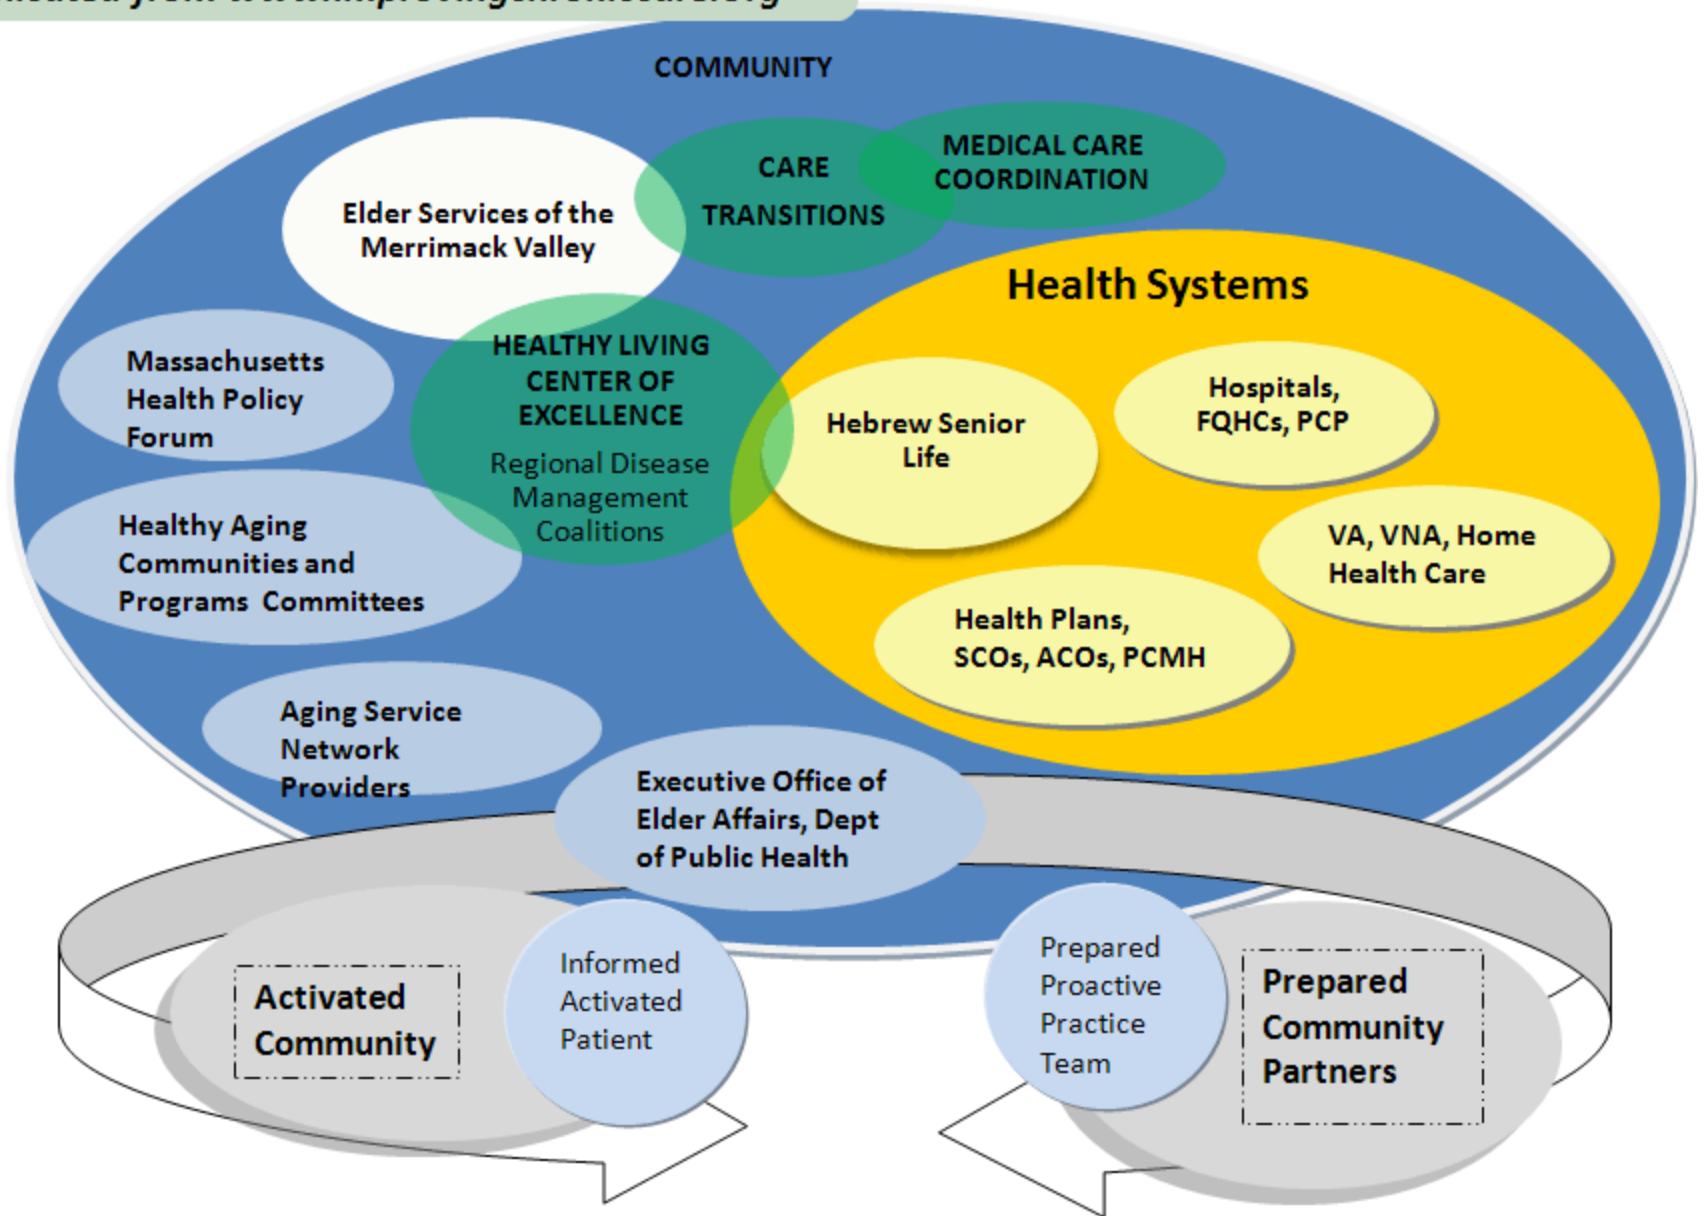 COMMUNITY
CARE
TRANSITIONS
MEDICAL CARE
COORDINATION
Elder Services of the
Merrimack Valley
Health Systems
HEALTHY LIVING
CENTER OF
EXCELLENCE
Regional Disease
Management
Coalitions
Massachusetts
Health Policy
Forum
Hebrew Senior
Life
Hospitals,
FQHCs, PCP
Healthy Aging
Communities and
Programs Committees
VA, VNA, Home
Health Care
Health Plans,
SCOs, ACOs, PCMH
Aging Service
Network
Providers
Executive Office of
Elder Affairs, Dept
of Public Health
Activated
Community
Informed
Activated
Patient
Prepared
Proactive
Practice
Team
Prepared
Community
Partners